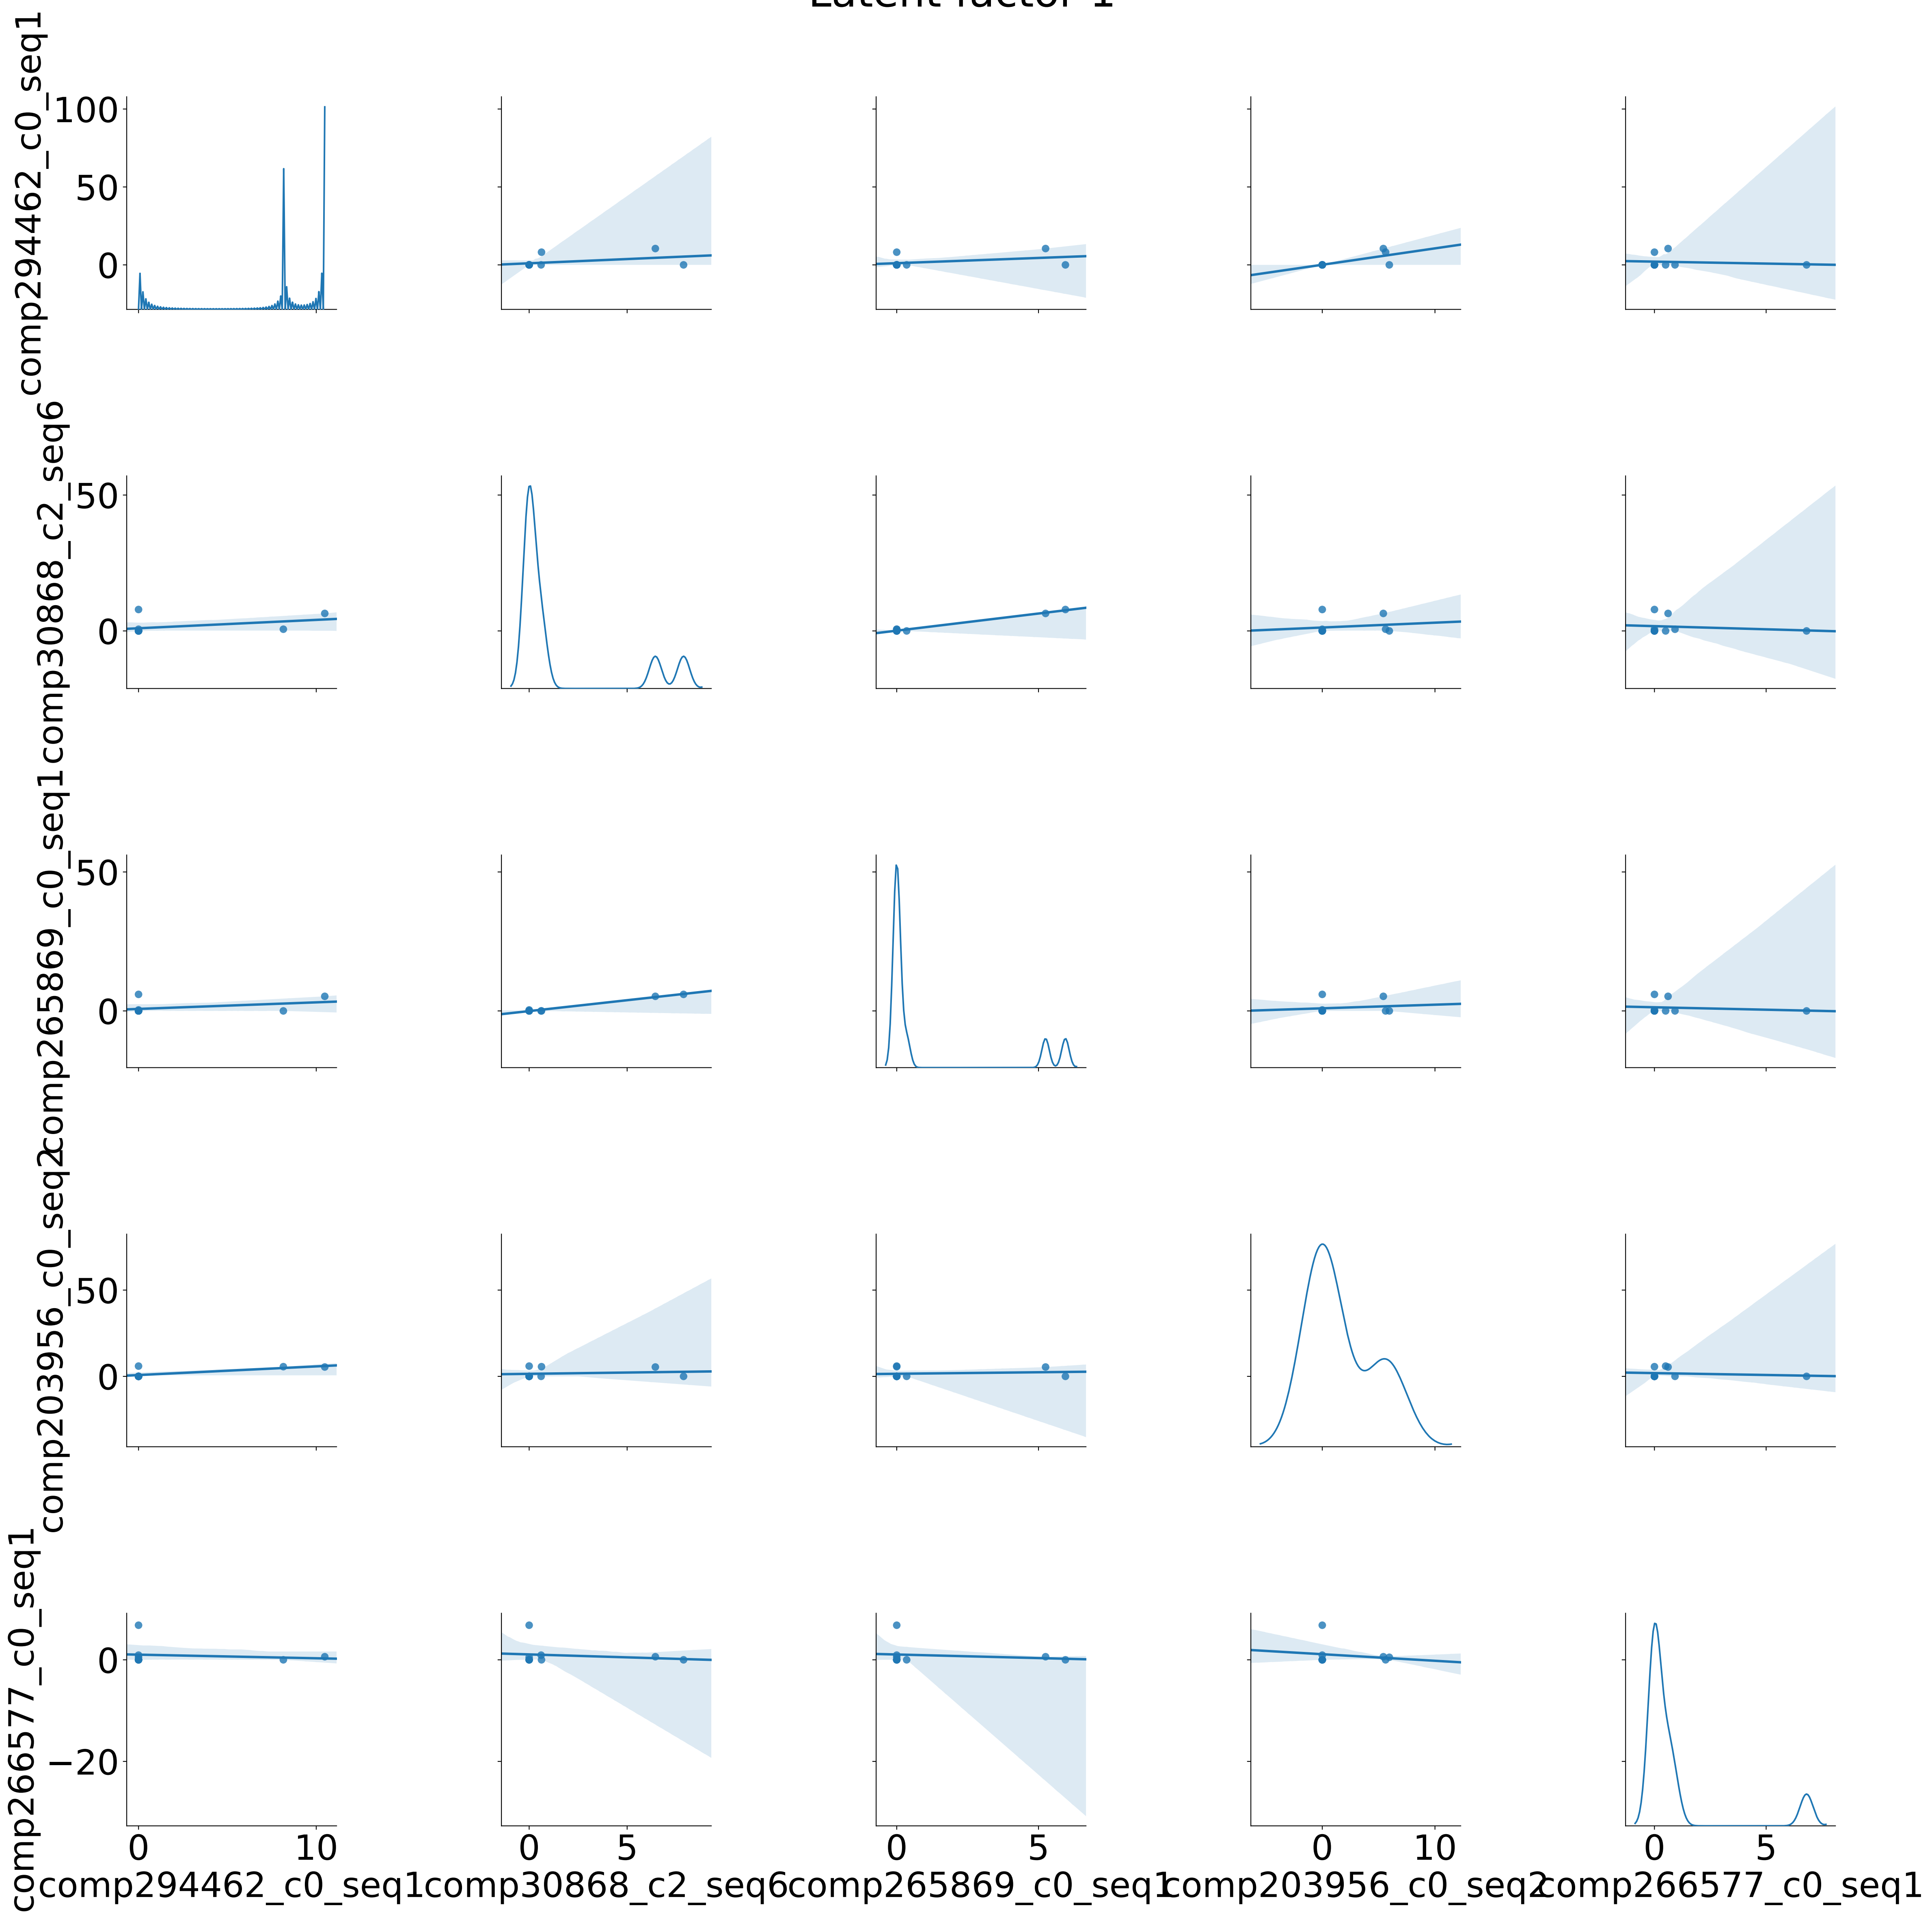 Latent factor 1
comp294462_c0_seq1
100
50
0
comp30868_c2_seq6
50
0
comp265869_c0_seq1
50
0
comp203956_c0_seq2
50
0
comp266577_c0_seq1
0
−20
0 10 0 5 0 5 0 10 0 5
comp294462_c0_seq1 comp30868_c2_seq6 comp265869_c0_seq1 comp203956_c0_seq2 comp266577_c0_seq1